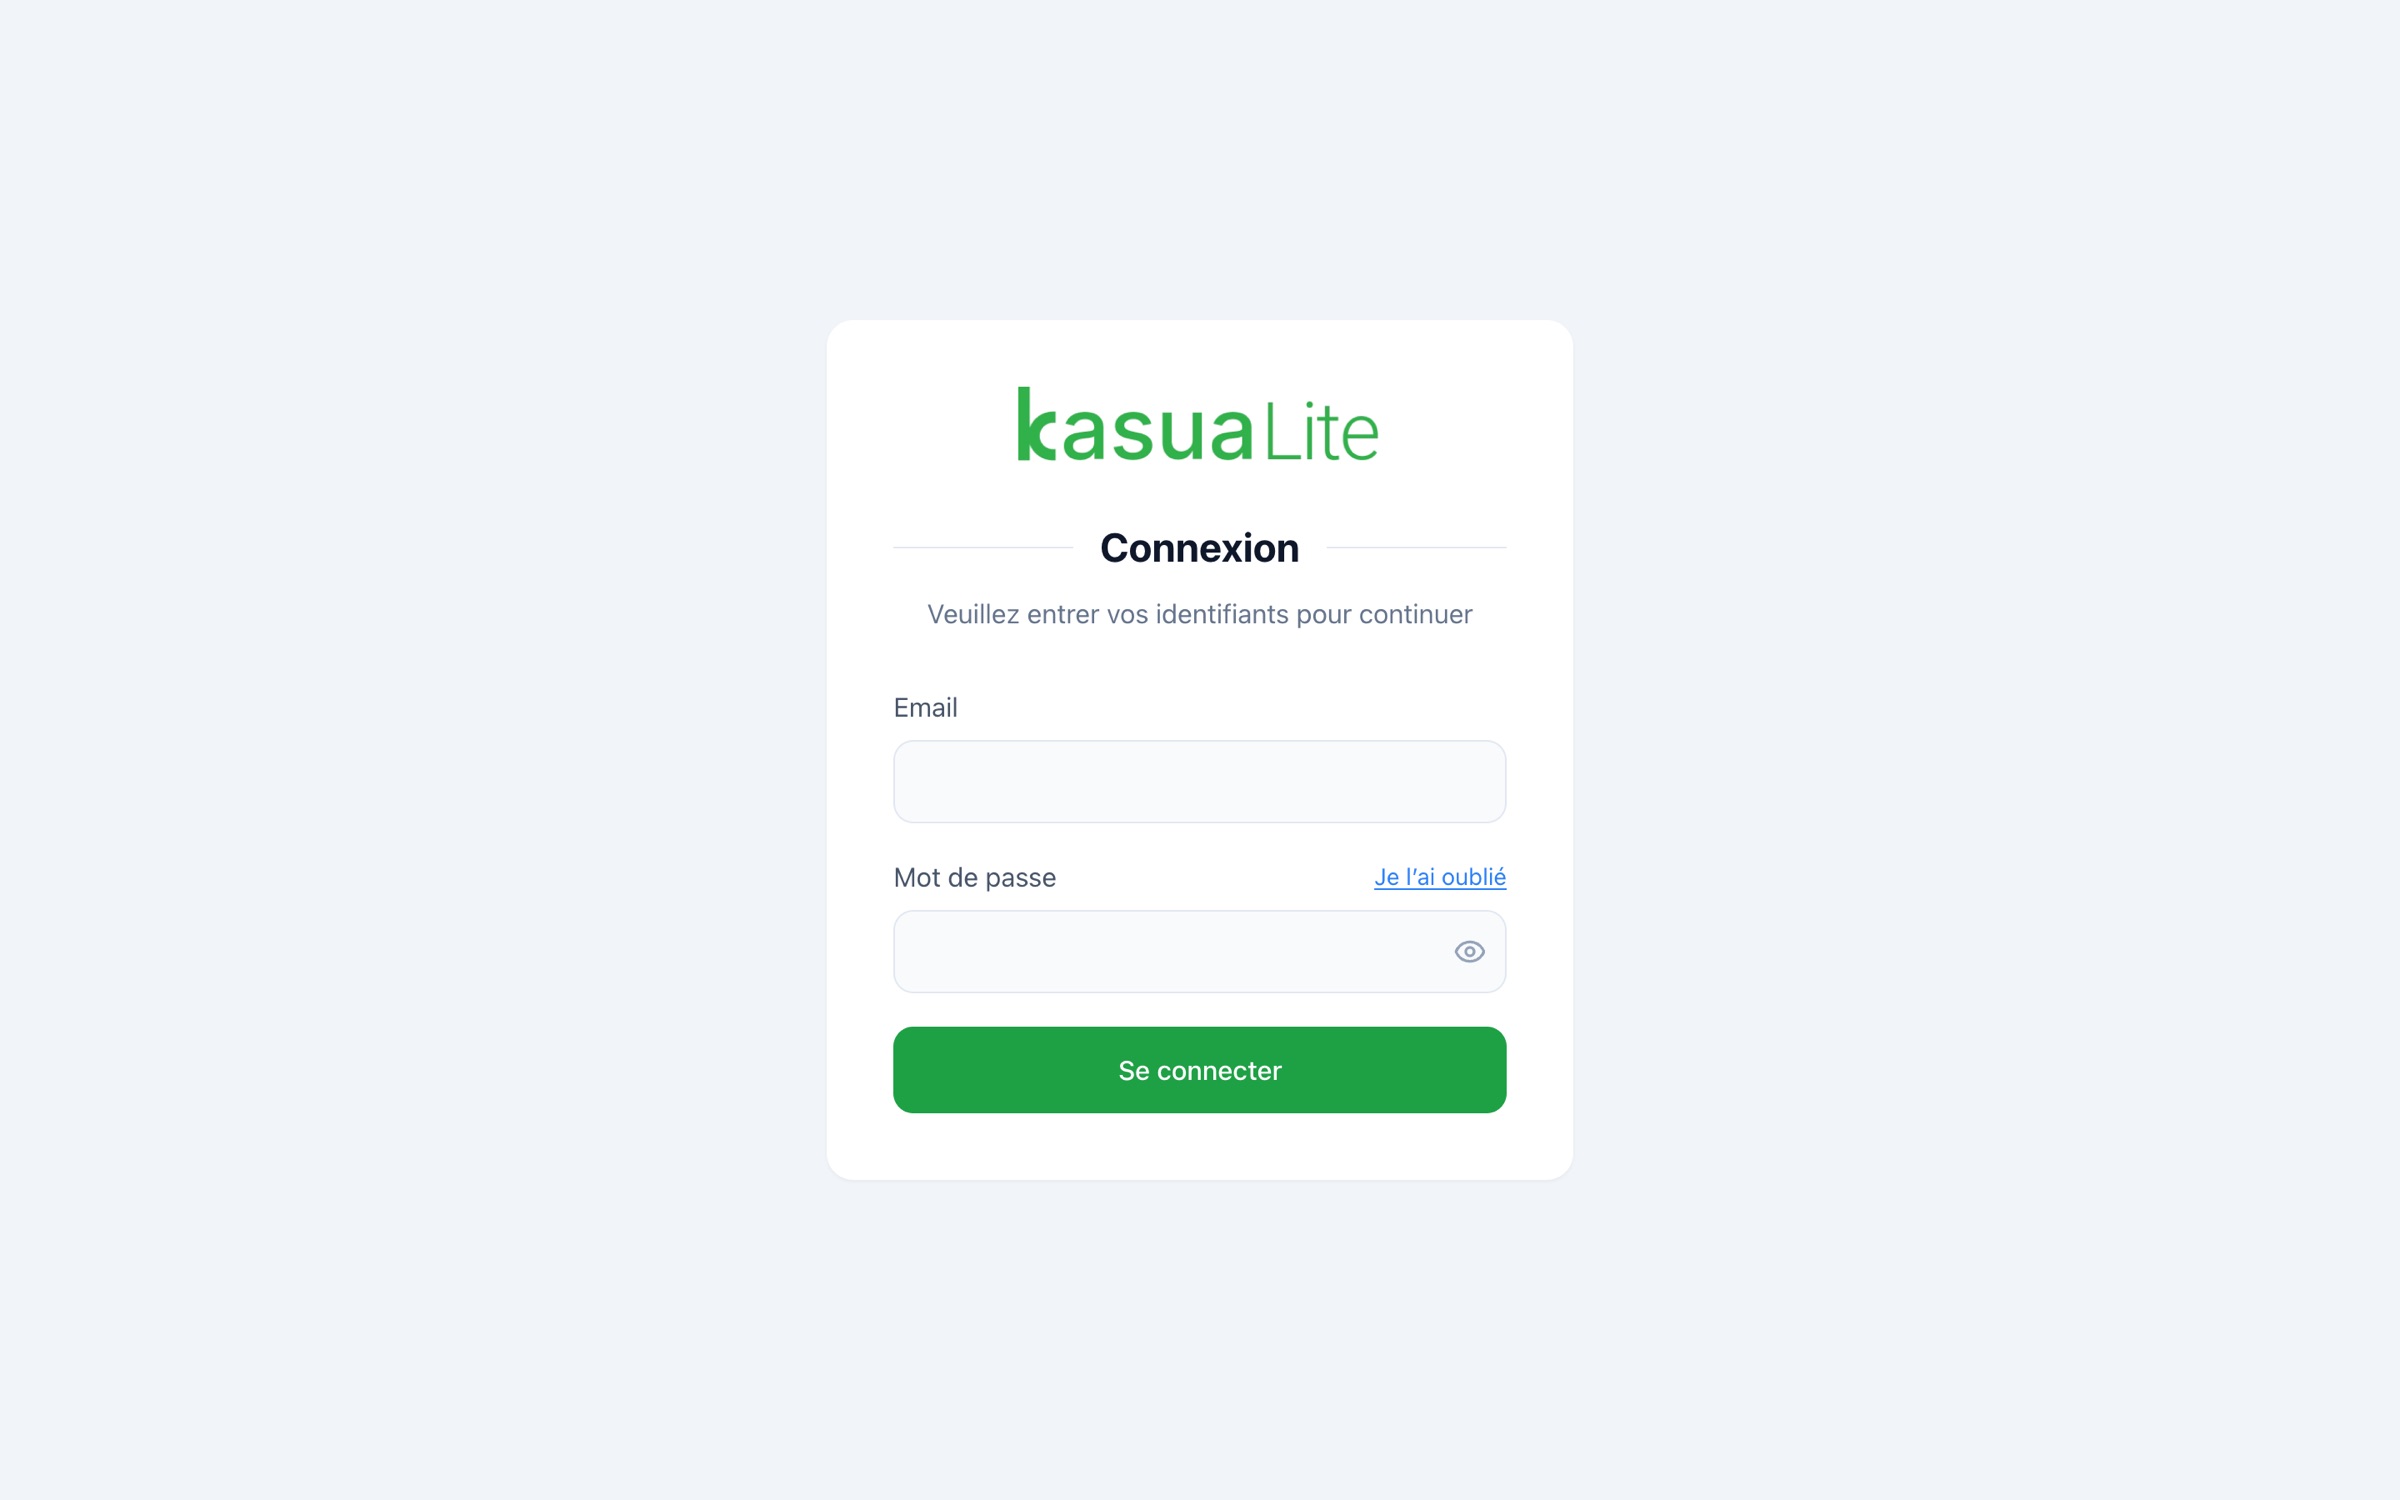 kasuaLite
Connexion
Veuillez entrer vos identifiants pour continuer
Email
Mot de passe
Je l’ai oublié
Se connecter